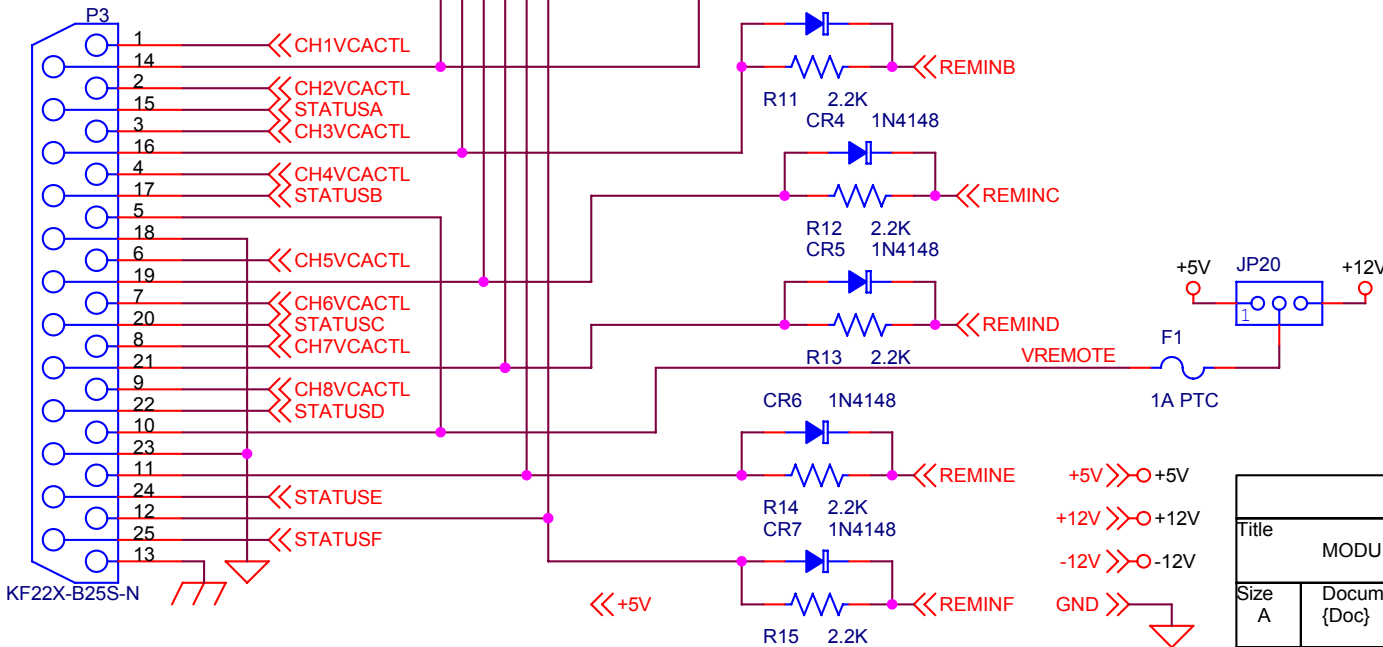 P3
1
CH1VCACTL
14
2
CH2VCACTL
15
STATUSA
3
CH3VCACTL
16
4
CH4VCACTL
17
STATUSB
5
18
6
CH5VCACTL
19
7
CH6VCACTL
20
STATUSC
8
CH7VCACTL
21
9
CH8VCACTL
22
STATUSD
10
23
11
24
STATUSE
12
25
STATUSF
13
KF22X-B25S-N
REMINB
R11 2.2K
CR4 1N4148
REMINC
R12 2.2K
CR5 1N4148
REMIND
R13 2.2K
VREMOTE
CR6 1N4148
REMINE
R14 2.2K
CR7 1N4148
REMINF
R15 2.2K
+5V
+5V
JP20
+12V
1
F1
1A PTC
+5V +5V
+12V +12V
-12V -12V
GND
Title
MODU
Size
A
Docum
{Doc}